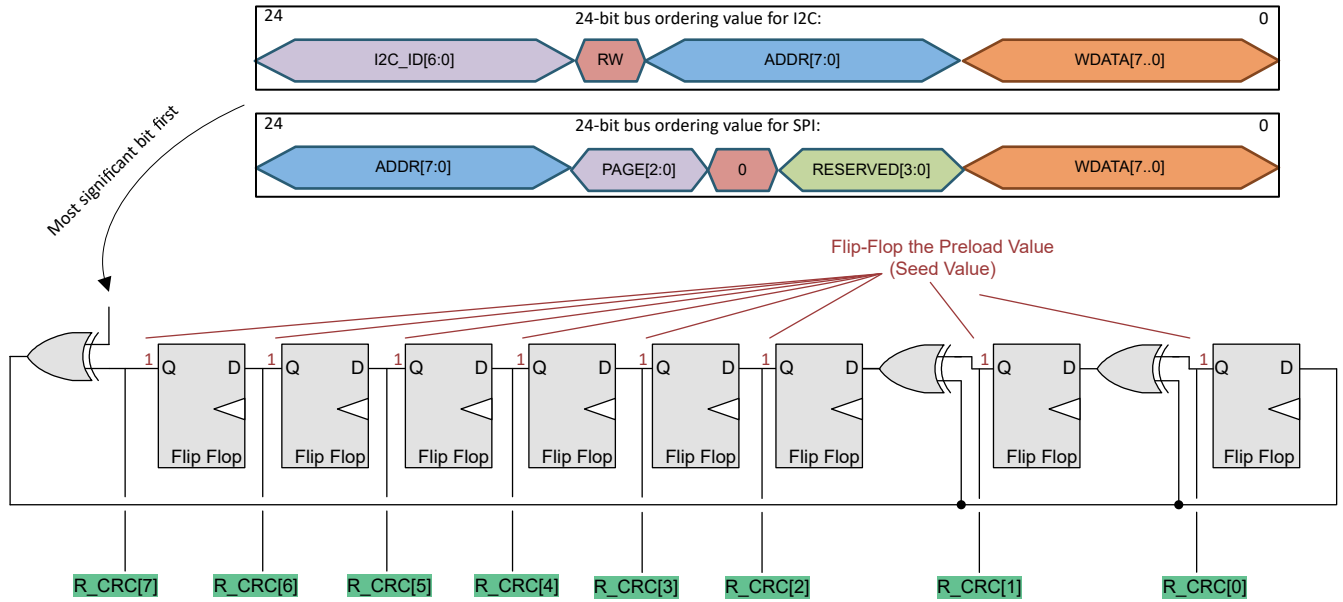 24 24-bit bus ordering value for I2C: 0
I2C_ID[6:0] RW ADDR[7:0] WDATA[7..0]
24 24-bit bus ordering value for SPI: 0
ADDR[7:0] PAGE[2:0] 0 RESERVED[3:0] WDATA[7..0]
Most significant bit first
Flip-Flop the Preload Value
(Seed Value)
1 1 1 1 1 1 1 1
Q D Q D Q D Q D Q D Q D Q D Q D
Flip Flop Flip Flop Flip Flop Flip Flop Flip Flop Flip Flop Flip Flop Flip Flop
R_CRC[7] R_CRC[6] R_CRC[5] R_CRC[4] R_CRC[3] R_CRC[2] R_CRC[1] R_CRC[0]